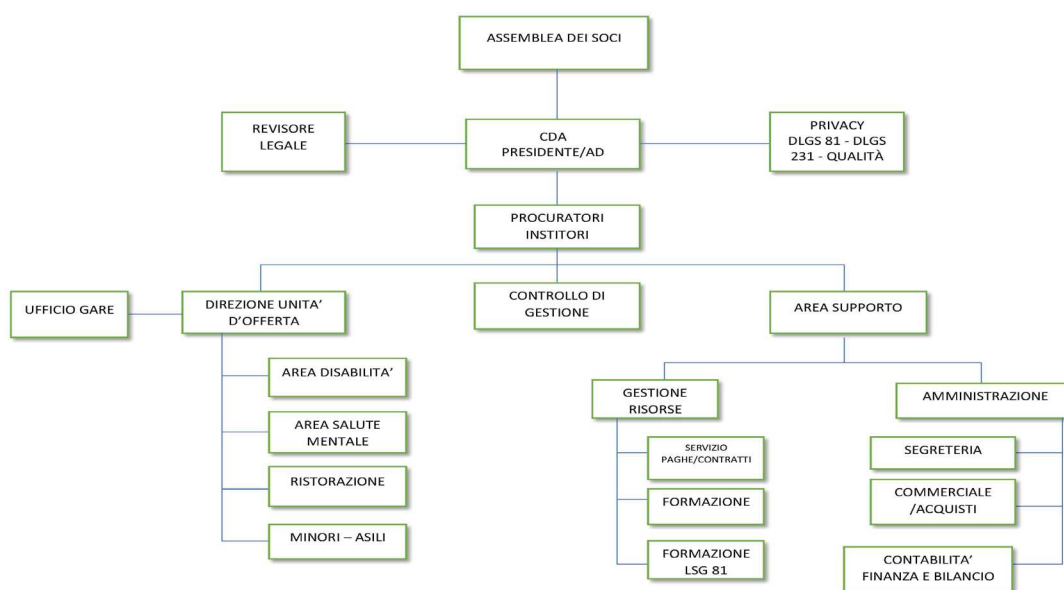 ASSEMBLEA DEI SOCI
REVISORE
LEGALE
CDA
PRESIDENTE/AD
PRIVACY
DLGS 81 - DLGS
231 - QUALITÀ
PROCURATORI
INSTITORI
UFFICIO GARE
DIREZIONE UNITA’
D’OFFERTA
CONTROLLO DI
GESTIONE
AREA SUPPORTO
AREA DISABILITA’
AREA SALUTE
MENTALE
RISTORAZIONE
MINORI – ASILI
GESTIONE
RISORSE
SERVIZIO
PAGHE/CONTRATTI
FORMAZIONE
FORMAZIONE
LSG 81
AMMINISTRAZIONE
SEGRETERIA
COMMERCIALE
/ACQUISTI
CONTABILITA’
FINANZA E BILANCIO